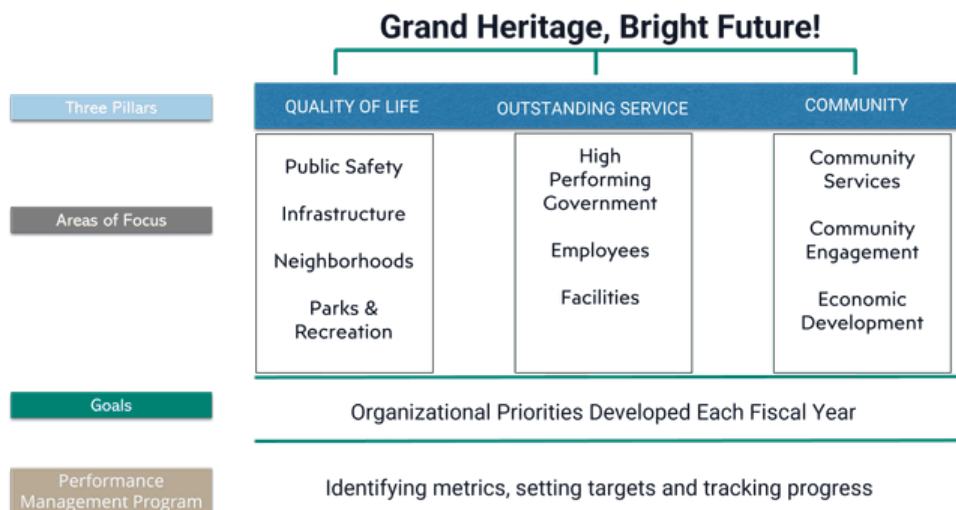 Grand Heritage, Bright Future!
Three Pillars
QUALITY OF LIFE
OUTSTANDING SERVICE
COMMUNITY
Areas of Focus
Public Safety
Infrastructure
Neighborhoods
Parks &
Recreation
High
Performing
Government
Employees
Facilities
Community
Services
Community
Engagement
Economic
Development
Goals
Organizational Priorities Developed Each Fiscal Year
Performance
Management Program
Identifying metrics, setting targets and tracking progress